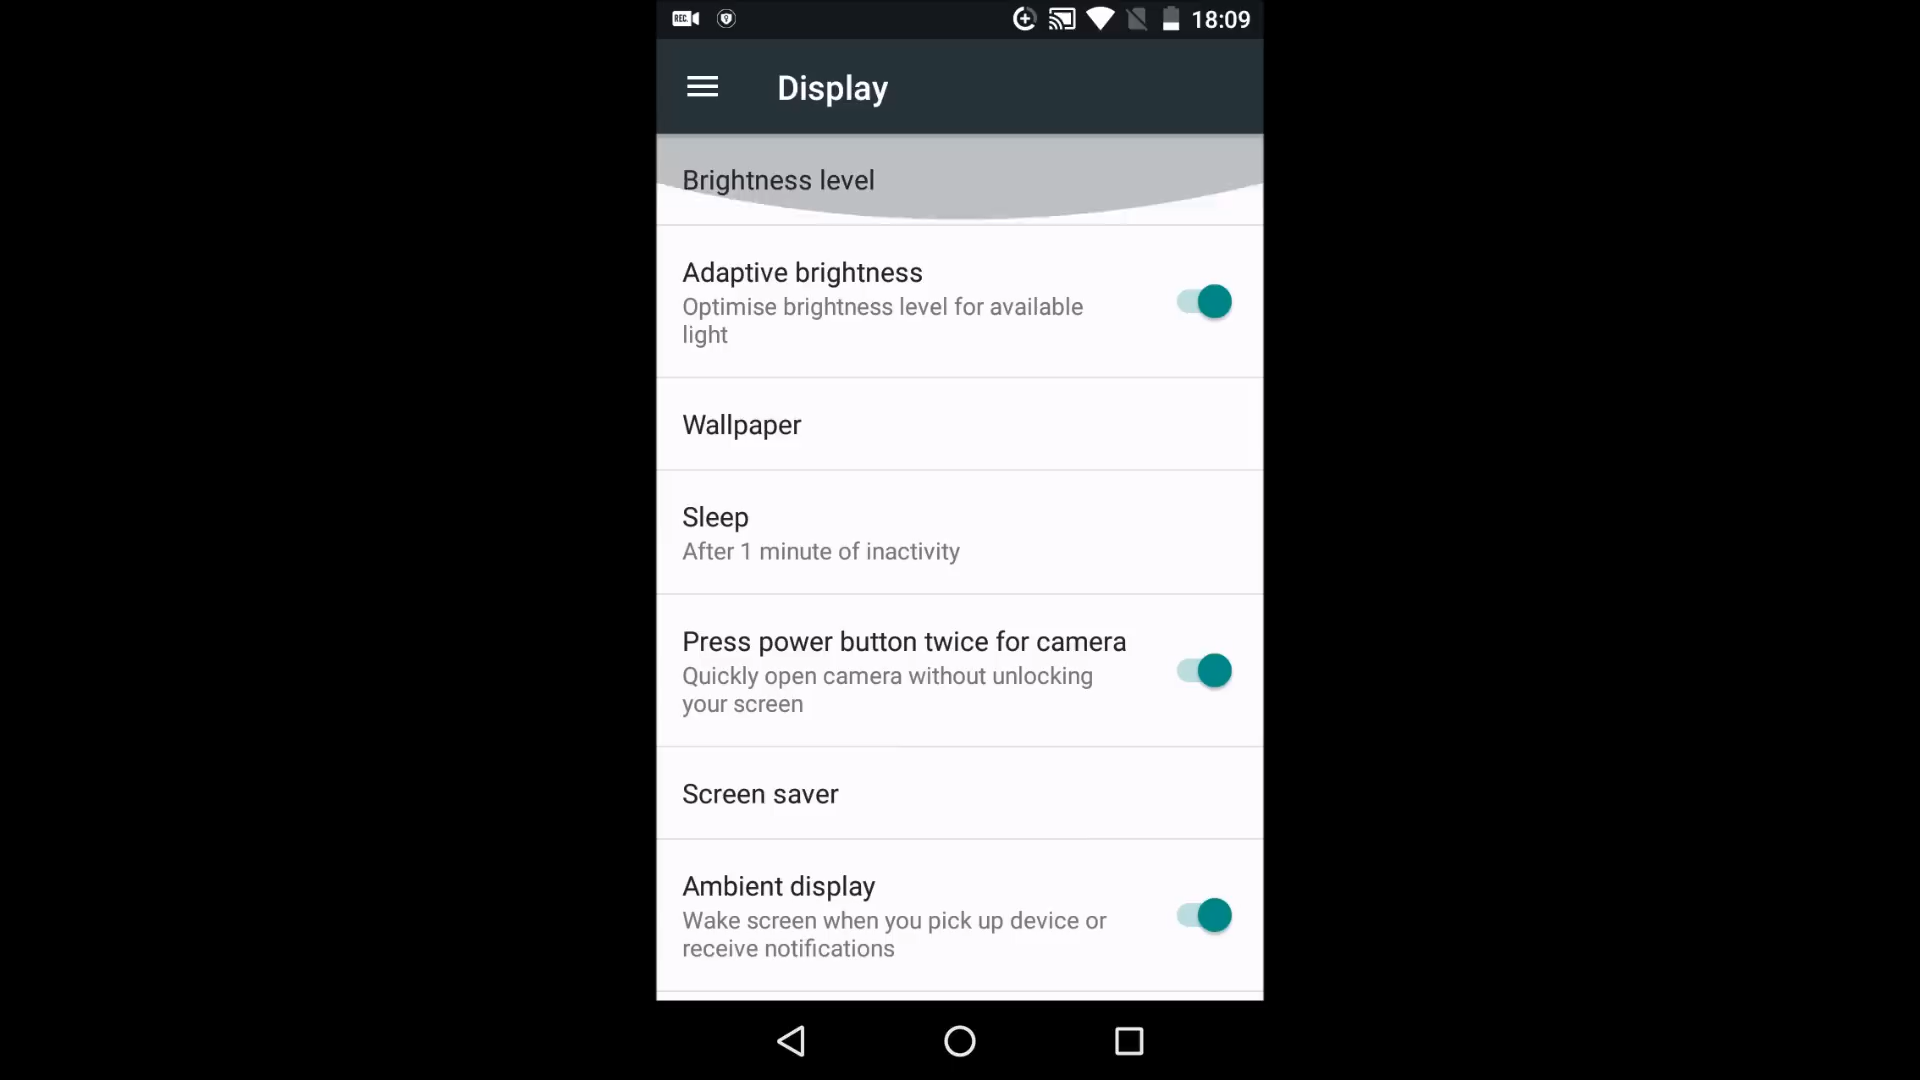 REC
18:09
Display
Brightness level
Adaptive brightness
Optimise brightness level for available
light
Wallpaper
Sleep
After 1 minute of inactivity
Press power button twice for camera
Quickly open camera without unlocking
your screen
Screen saver
Ambient display
Wake screen when you pick up device or
receive notifications